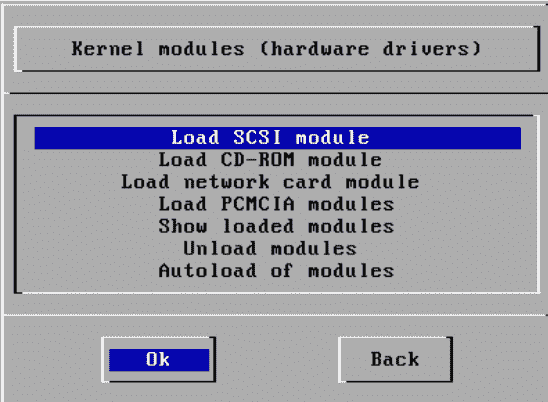 Kernel modules (hardware drivers)
Load SCSI module
Load CD-ROM module
Load network card module
Load PCMCIA modules
Show loaded modules
Unload modules
Autoload of modules
Ok
Back